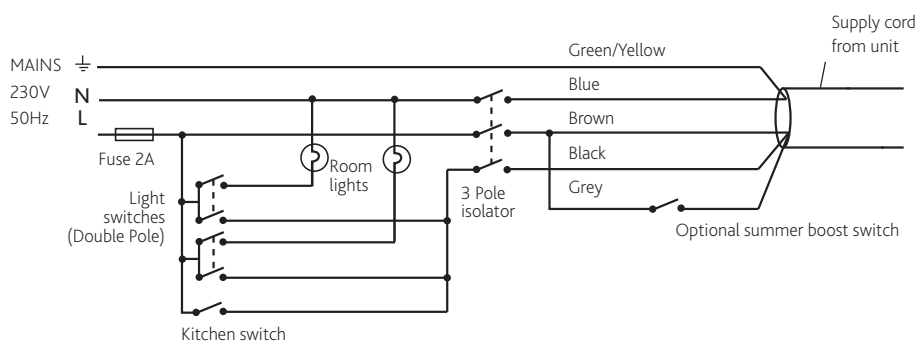 Supply cord
from unit
Green/Yellow
MAINS
230V
N
Blue
50Hz
L
Brown
Fuse 2A
Black
Room
lights
Light
switches
(Double Pole)
3 Pole
isolator
Grey
Optional summer boost switch
Kitchen switch